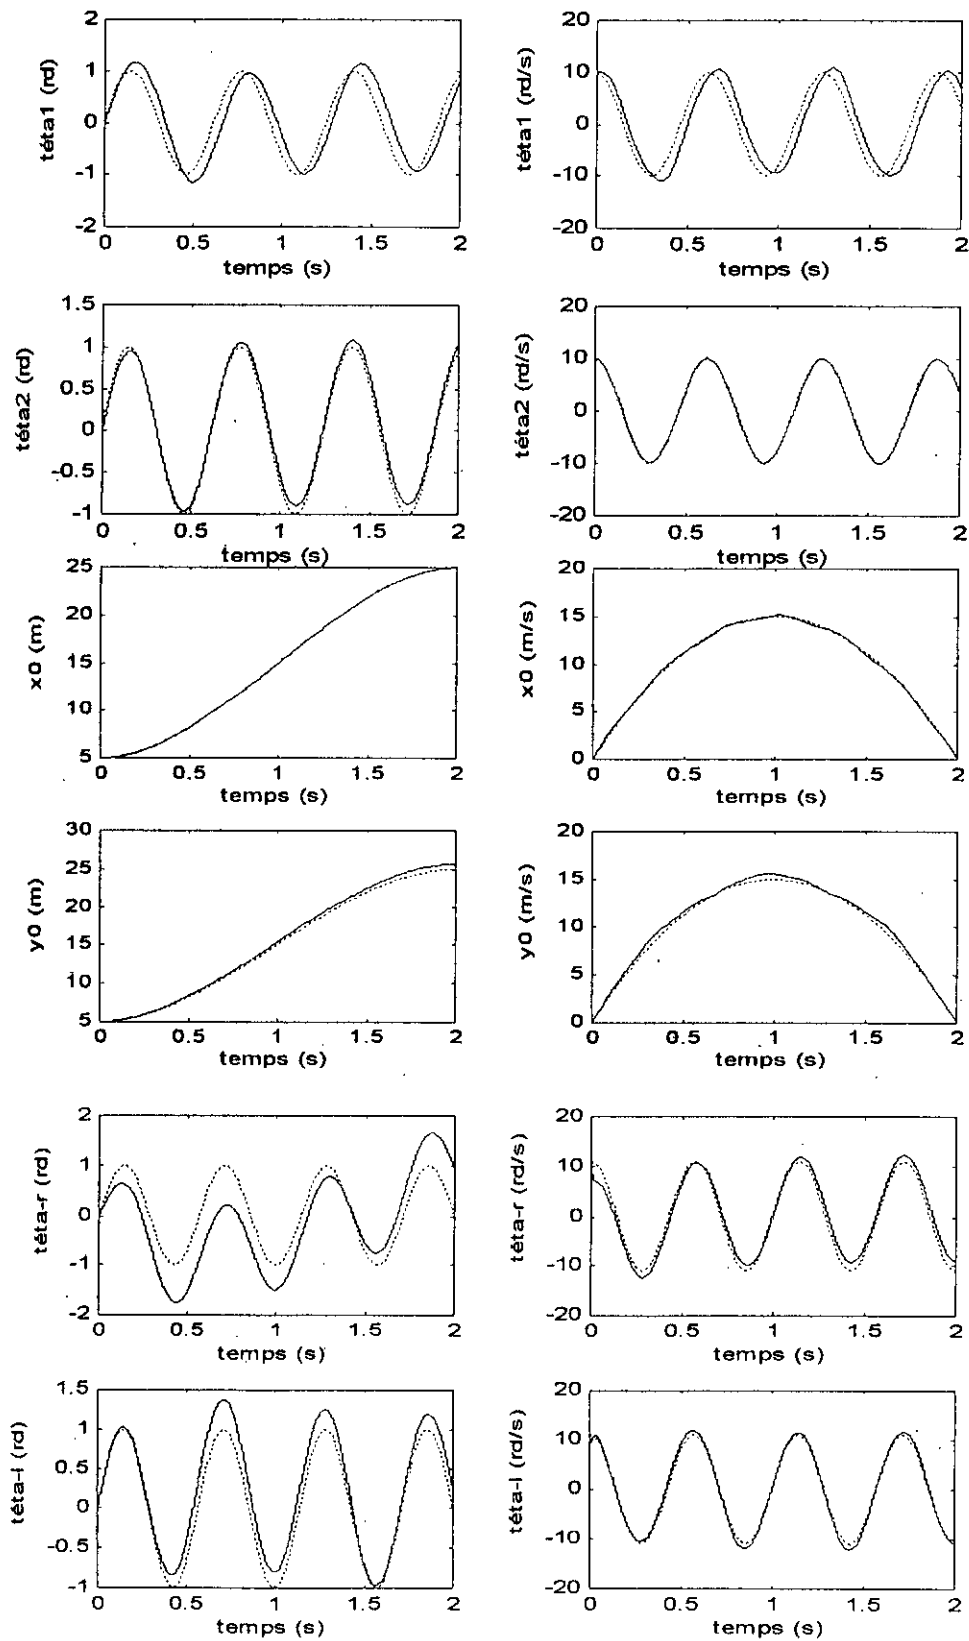 2
1
0
-1
-2
téta1 (rd)
0 0.5 1 1.5 2
temps (s)
20
10
0
-10
-20
téta1 (rd/s)
0 0.5 1 1.5 2
temps (s)
1.5
1
0.5
0
-0.5
-1
téta2 (rd)
0 0.5 1 1.5 2
temps (s)
20
10
0
-10
-20
téta2 (rd/s)
0 0.5 1 1.5 2
temps (s)
25
20
15
10
5
x0 (m)
0 0.5 1 1.5 2
temps (s)
20
15
10
5
0
x0 (m/s)
0 0.5 1 1.5 2
temps (s)
30
25
20
15
10
5
y0 (m)
0 0.5 1 1.5 2
temps (s)
20
15
10
5
0
y0 (m/s)
0 0.5 1 1.5 2
temps (s)
2
1
0
-1
-2
téta-r (rd)
0 0.5 1 1.5 2
temps (s)
20
10
0
-10
-20
téta-r (rd/s)
0 0.5 1 1.5 2
temps (s)
1.5
1
0.5
0
-0.5
-1
téta-l (rd)
0 0.5 1 1.5 2
temps (s)
20
10
0
-10
-20
téta-l (rd/s)
0 0.5 1 1.5 2
temps (s)